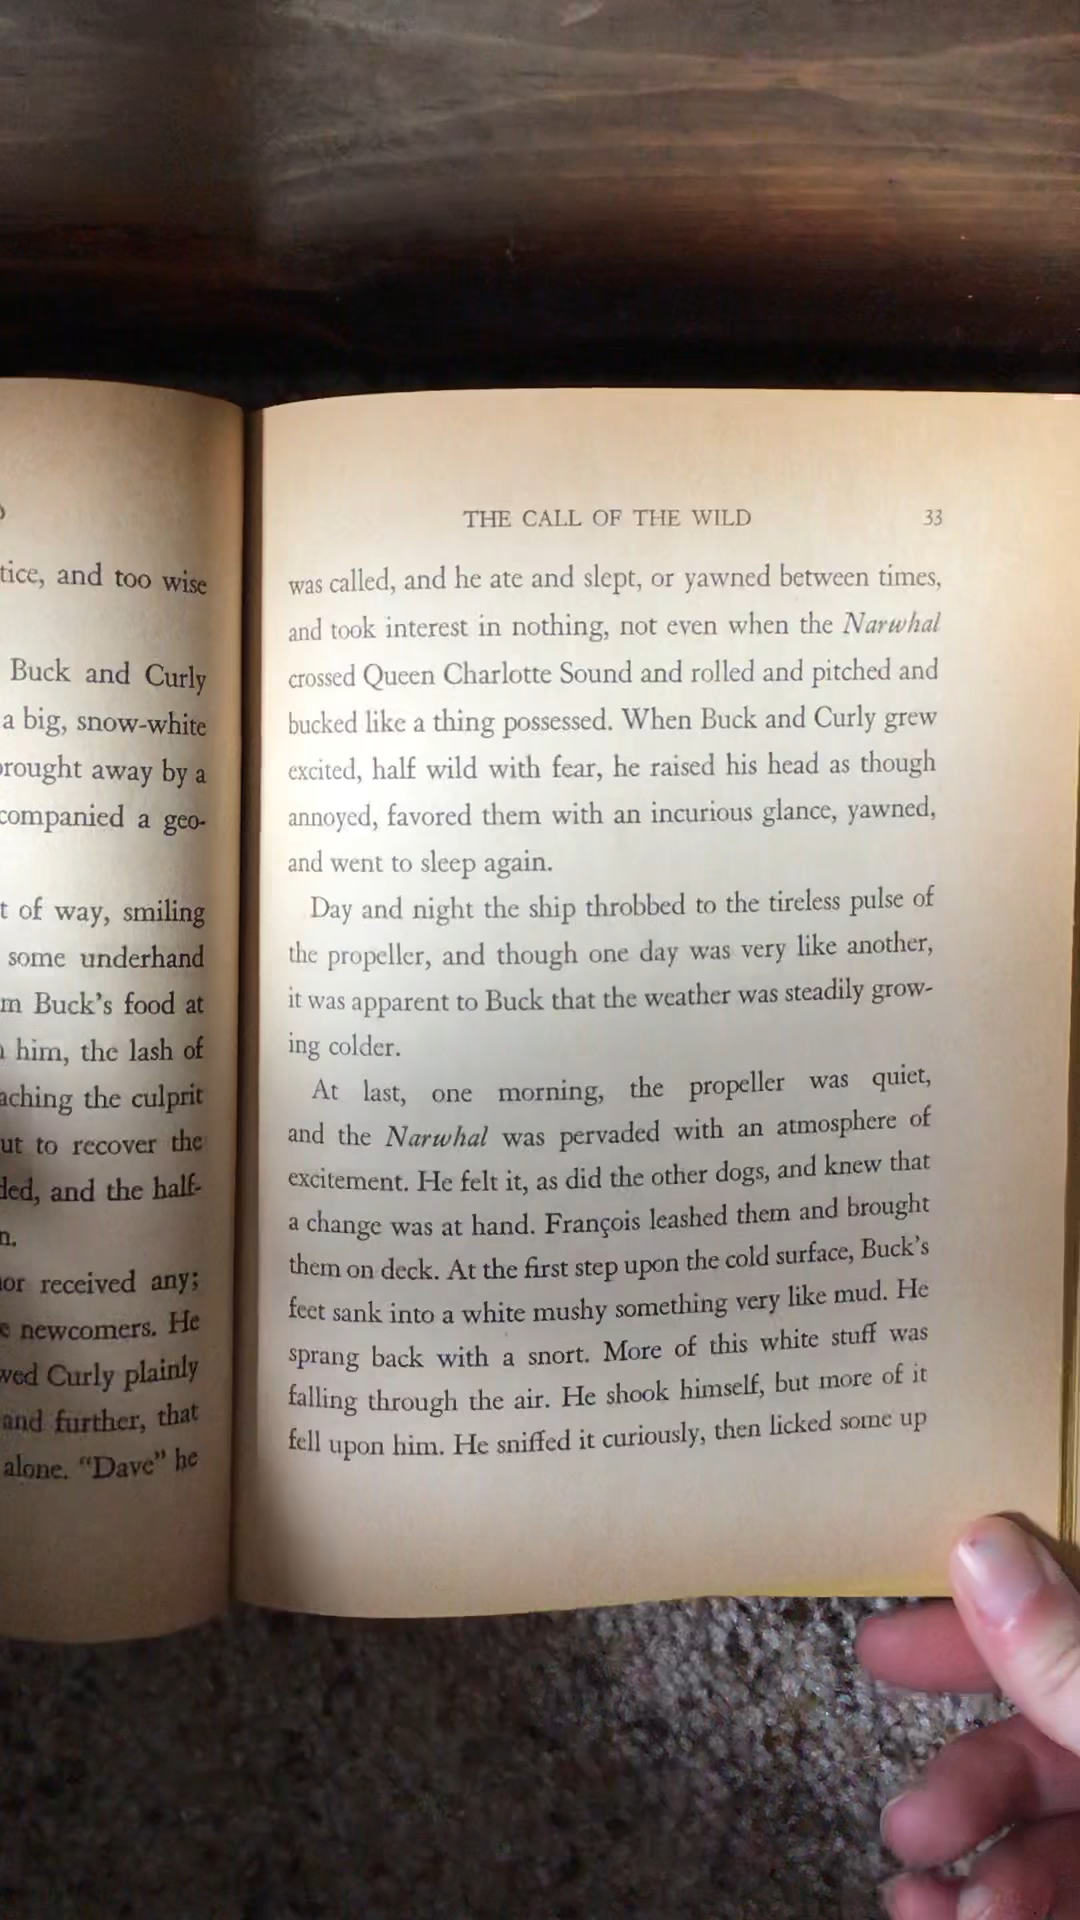 tice, and too wise
Buck and Curly
a big, snow-white
brought away by a
companied a geo-
t of way, smiling
some underhand
m Buck's food at
him, the lash of
aching the culprit
ut to recover the
ded, and the half-
n.
nor received any;
e newcomers. He
wed Curly plainly
and further, that
alone. “Dave” he
THE CALL OF THE WILD 33
was called, and he ate and slept, or yawned between times,
and took interest in nothing, not even when the Narwhal
crossed Queen Charlotte Sound and rolled and pitched and
bucked like a thing possessed. When Buck and Curly grew
excited, half wild with fear, he raised his head as though
annoyed, favored them with an incurious glance, yawned,
and went to sleep again.
Day and night the ship throbbed to the tireless pulse of
the propeller, and though one day was very like another,
it was apparent to Buck that the weather was steadily grow-
ing colder.
At last, one morning, the propeller was quiet,
and the Narwhal was pervaded with an atmosphere of
excitement. He felt it, as did the other dogs, and knew that
a change was at hand. François leashed them and brought
them on deck. At the first step upon the cold surface, Buck's
feet sank into a white mushy something very like mud. He
sprang back with a snort. More of this white stuff was
falling through the air. He shook himself, but more of it
fell upon him. He sniffed it curiously, then licked some up